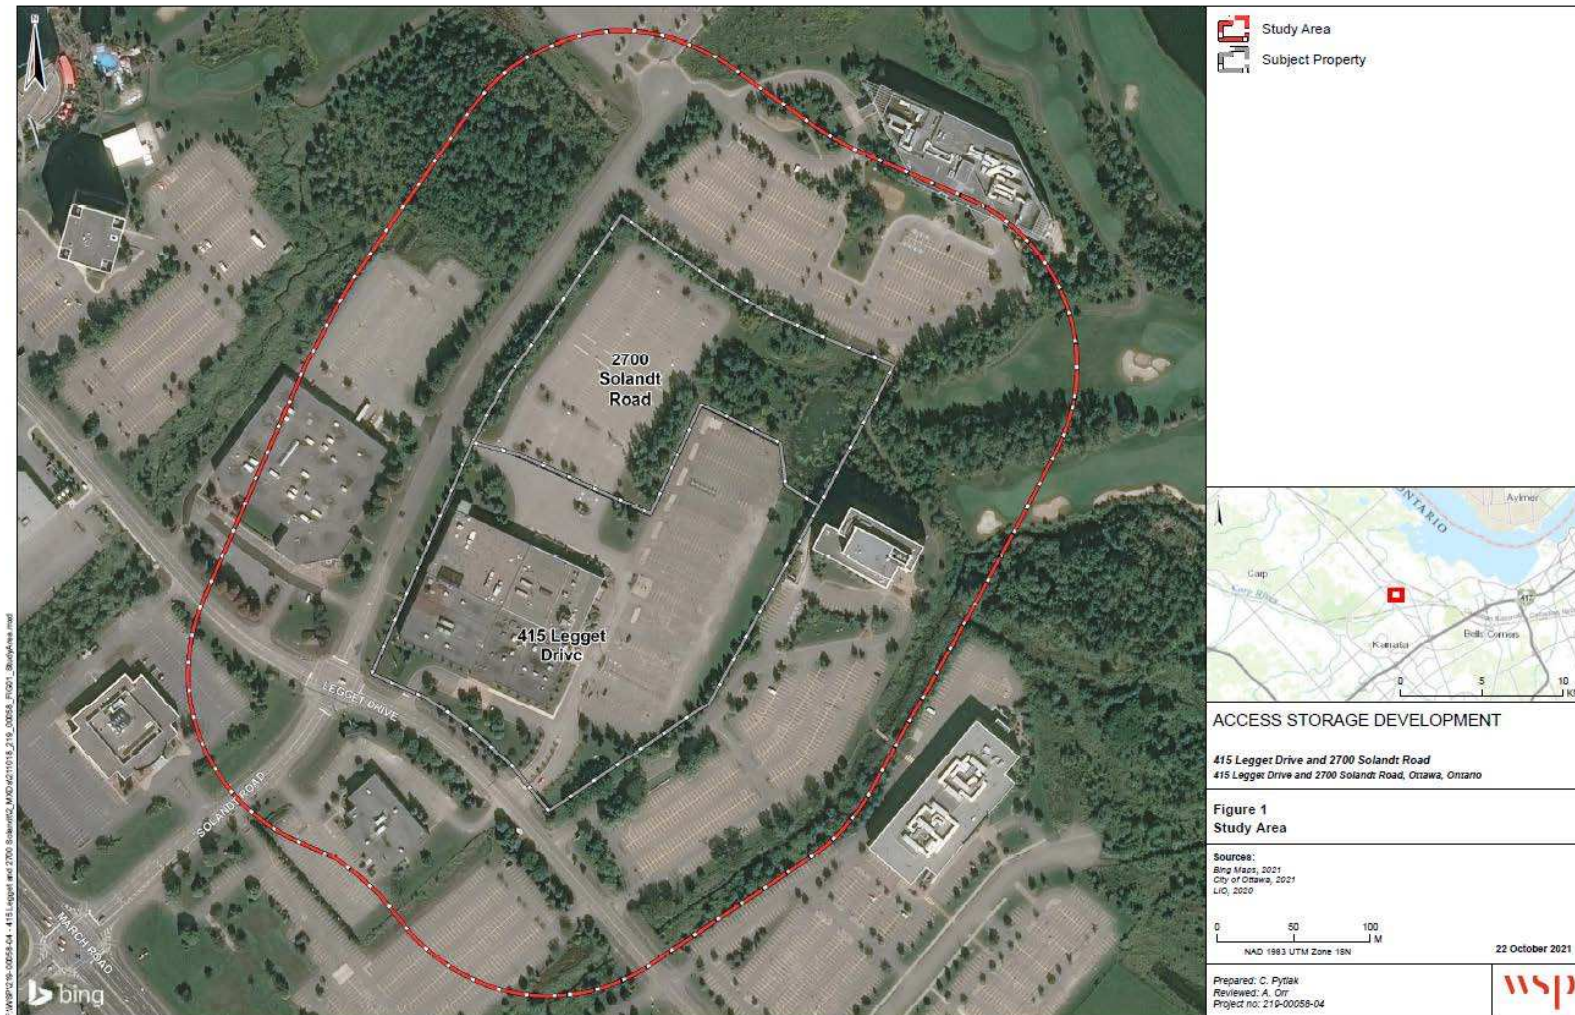 Study Area
Subject Property
2700
Solandt
Road
415 Legget
Drive
LEGGET DRIVE
SOLANDT ROAD
MARCH ROAD
bing
ONTARIO
Aylmer
Carp
Carp River
417
Bells Corners
Kanata
0 5 10
ACCESS STORAGE DEVELOPMENT
415 Legget Drive and 2700 Solandt Road
415 Legget Drive and 2700 Solandt Road, Ottawa, Ontario
Figure 1
Study Area
Sources:
Bing Maps, 2021
City of Ottawa, 2021
LIO, 2020
0 50 100
M
NAD 1983 UTM Zone 18N
22 October 2021
Prepared: C. Pytlak
Reviewed: A. Orr
Project no: 219-00058-04
wsp